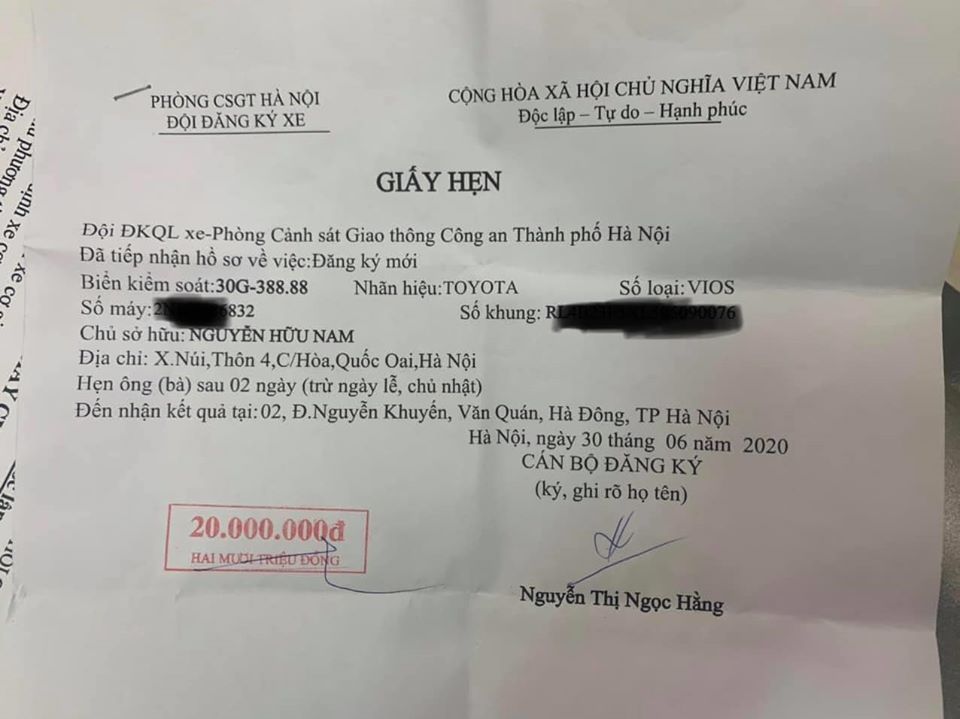 PHÒNG CSGT HÀ NỘI
ĐỘI ĐĂNG KÝ XE
CỘNG HÒA XÃ HỘI CHỦ NGHĨA VIỆT NAM
Độc lập – Tự do – Hạnh phúc
GIẤY HẸN
Đội ĐKQL xe-Phòng Cảnh sát Giao thông Công an Thành phố Hà Nội
Đã tiếp nhận hồ sơ về việc:Đăng ký mới
Biển kiểm soát:30G-388.88 Nhãn hiệu:TOYOTA Số loại:VIOS
Số máy: 832 Số khung:
Chủ sở hữu: NGUYỄN HỮU NAM
Địa chỉ: X.Núi,Thôn 4,C/Hòa,Quốc Oai,Hà Nội
Hẹn ông (bà) sau 02 ngày (trừ ngày lễ, chủ nhật)
Đến nhận kết quả tại:02, Đ.Nguyễn Khuyến, Văn Quán, Hà Đông, TP Hà Nội
Hà Nội, ngày 30 tháng 06 năm 2020
CÁN BỘ ĐĂNG KÝ
(ký, ghi rõ họ tên)
20.000.000đ
HAI MƯƠI TRIỆU ĐỒNG
Nguyễn Thị Ngọc Hằng